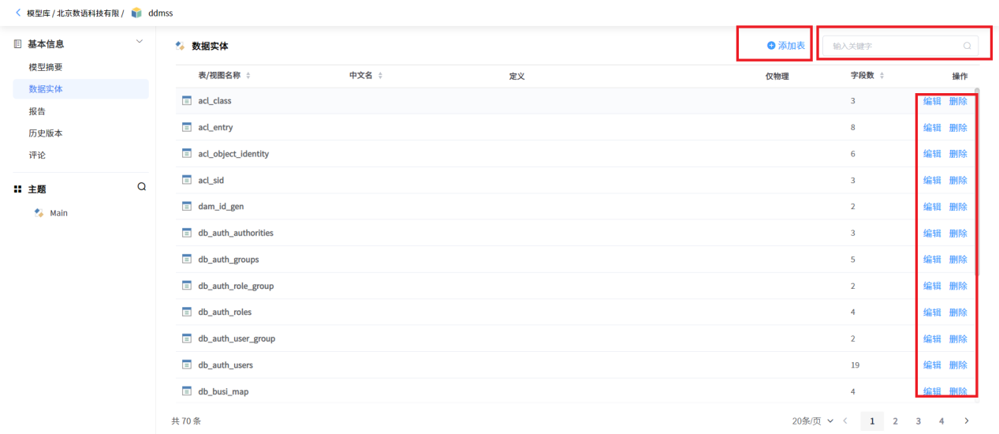 模型库 / 北京数语科技有限 / ddmss
基本信息
模型摘要
数据实体
报告
历史版本
评论
主题
Main
数据实体
添加表
输入关键字
表/视图名称 中文名 定义 仅物理 字段数 操作
acl_class 3 编辑 删除
acl_entry 8 编辑 删除
acl_object_identity 6 编辑 删除
acl_sid 3 编辑 删除
dam_id_gen 2 编辑 删除
db_auth_authorities 3 编辑 删除
db_auth_groups 5 编辑 删除
db_auth_role_group 2 编辑 删除
db_auth_roles 4 编辑 删除
db_auth_user_group 2 编辑 删除
db_auth_users 19 编辑 删除
db_busi_map 4 编辑 删除
共 70 条 20条/页 1 2 3 4